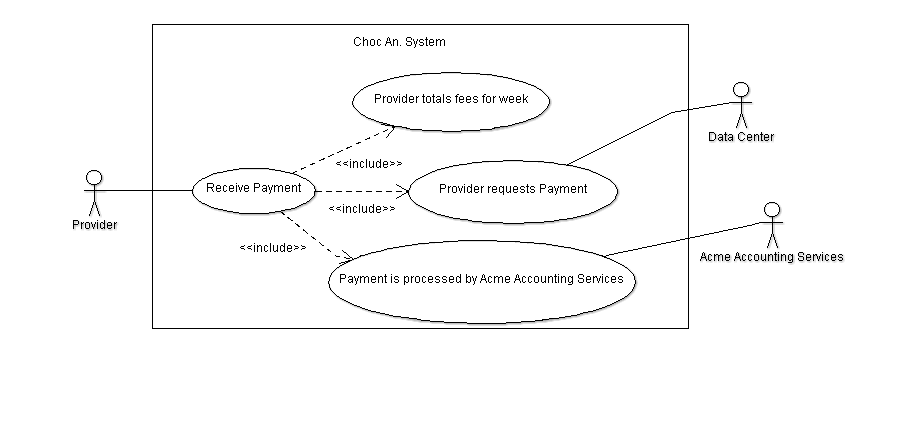 Choc An. System
Provider totals fees for week
Data Center
<<include>>
Receive Payment
Provider requests Payment
<<include>>
Provider
<<include>>
Acme Accounting Services
Payment is processed by Acme Accounting Services